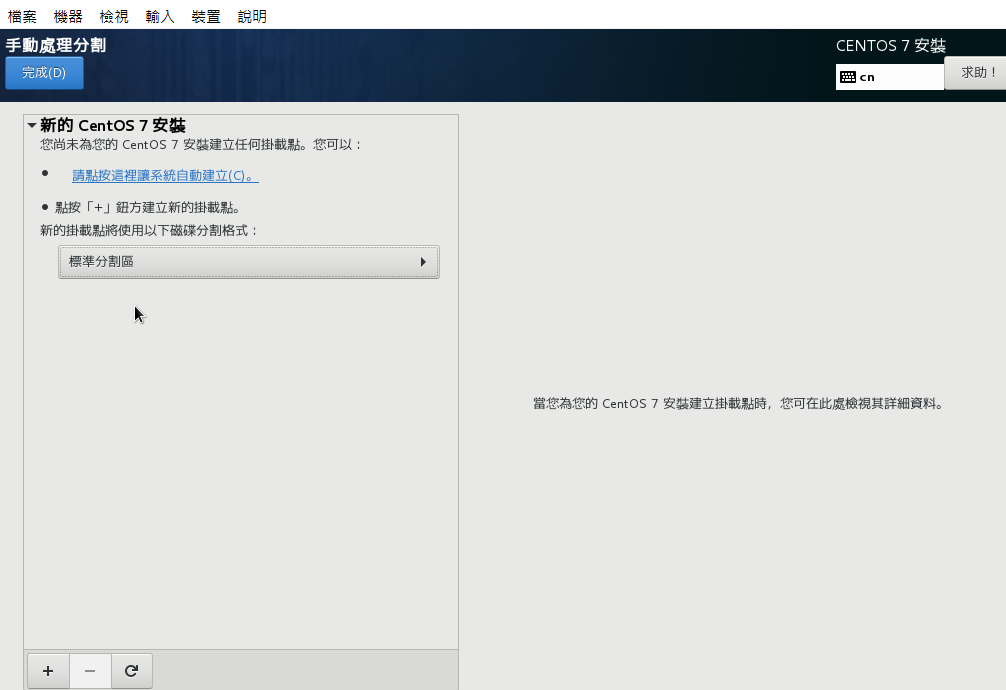 檔案 機器 檢視 輸入 裝置 說明
手動處理分割
CENTOS 7 安裝
完成(D)
cn
求助！
新的 CentOS 7 安裝
您尚未為您的 CentOS 7 安裝建立任何掛載點。您可以：
請點按這裡讓系統自動建立(C)。
點按「+」鈕方建立新的掛載點。
新的掛載點將使用以下磁碟分割格式：
標準分割區
當您為您的 CentOS 7 安裝建立掛載點時，您可在此處檢視其詳細資料。